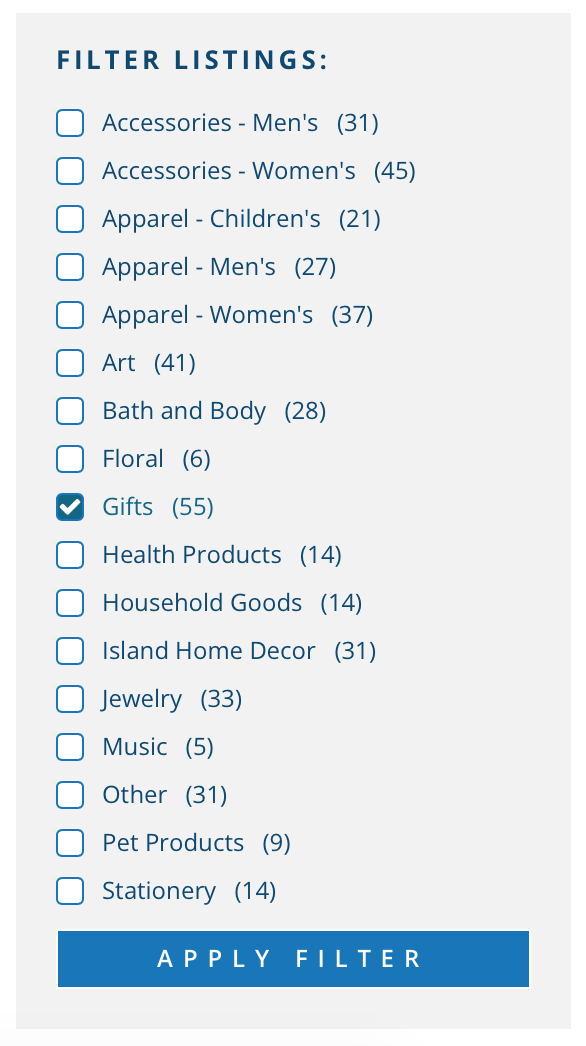 FILTER LISTINGS:
Accessories - Men's (31)
Accessories - Women's (45)
Apparel - Children's (21)
Apparel - Men's (27)
Apparel - Women's (37)
Art (41)
Bath and Body (28)
Floral (6)
Gifts (55)
Health Products (14)
Household Goods (14)
Island Home Decor (31)
Jewelry (33)
Music (5)
Other (31)
Pet Products (9)
Stationery (14)
APPLY FILTER